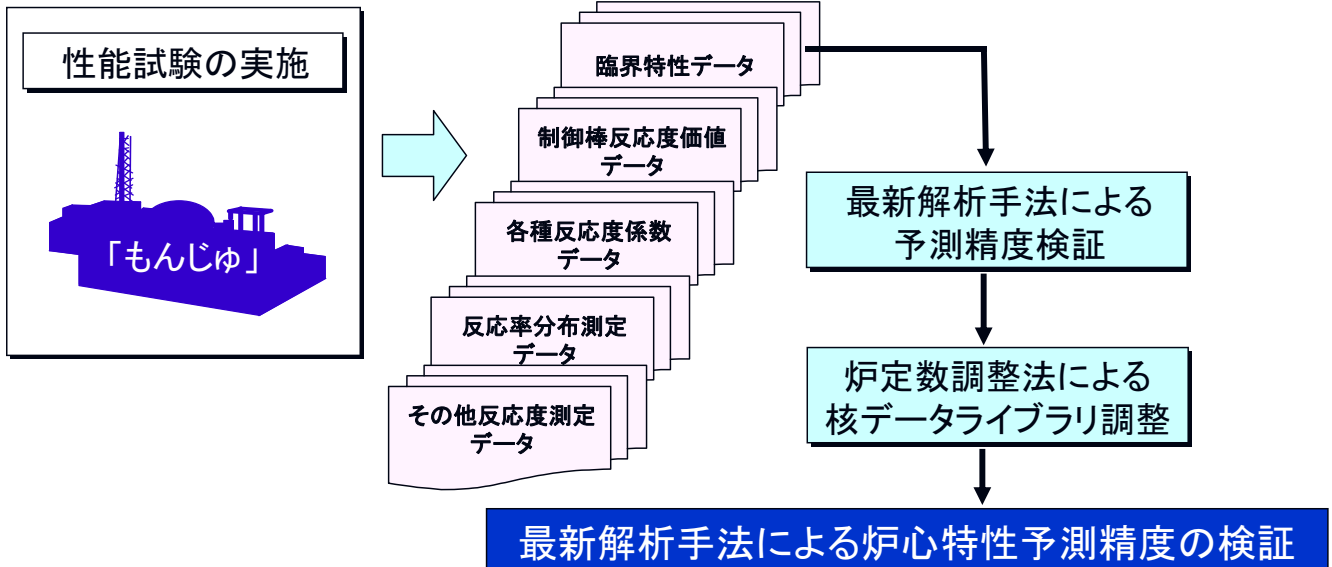 性能試験の実施
「もんじゅ」
臨界特性データ
制御棒反応度価値
データ
各種反応度係数
データ
反応率分布測定
データ
その他反応度測定
データ
最新解析手法による
予測精度検証
炉定数調整法による
核データライブラリ調整
最新解析手法による炉心特性予測精度の検証